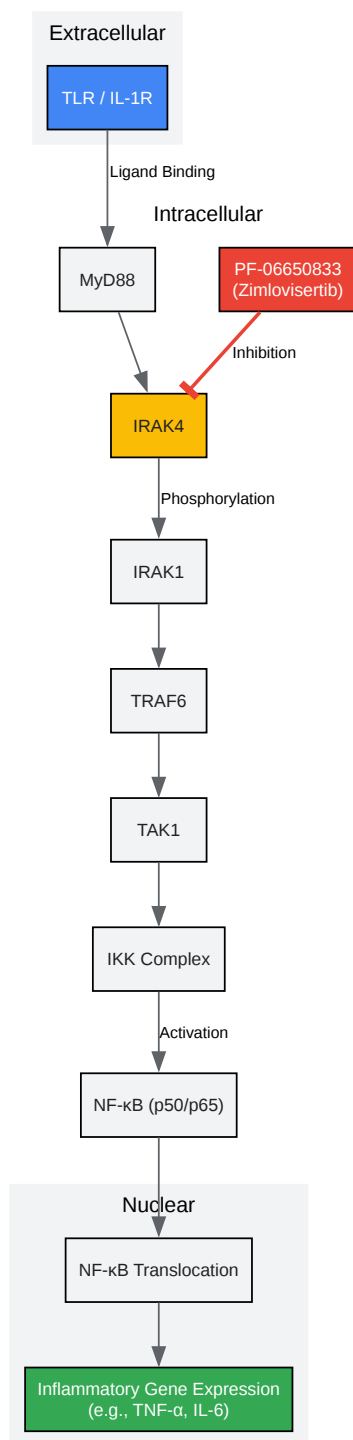 Extracellular
TLR / IL-1R
Ligand Binding
Intracellular
MyD88
PF-06650833
(Zimlovisertib)
Inhibition
IRAK4
Phosphorylation
IRAK1
TRAF6
TAK1
IKK Complex
Activation
NF-κB (p50/p65)
Nuclear
NF-κB Translocation
Inflammatory Gene Expression
(e.g., TNF-α, IL-6)